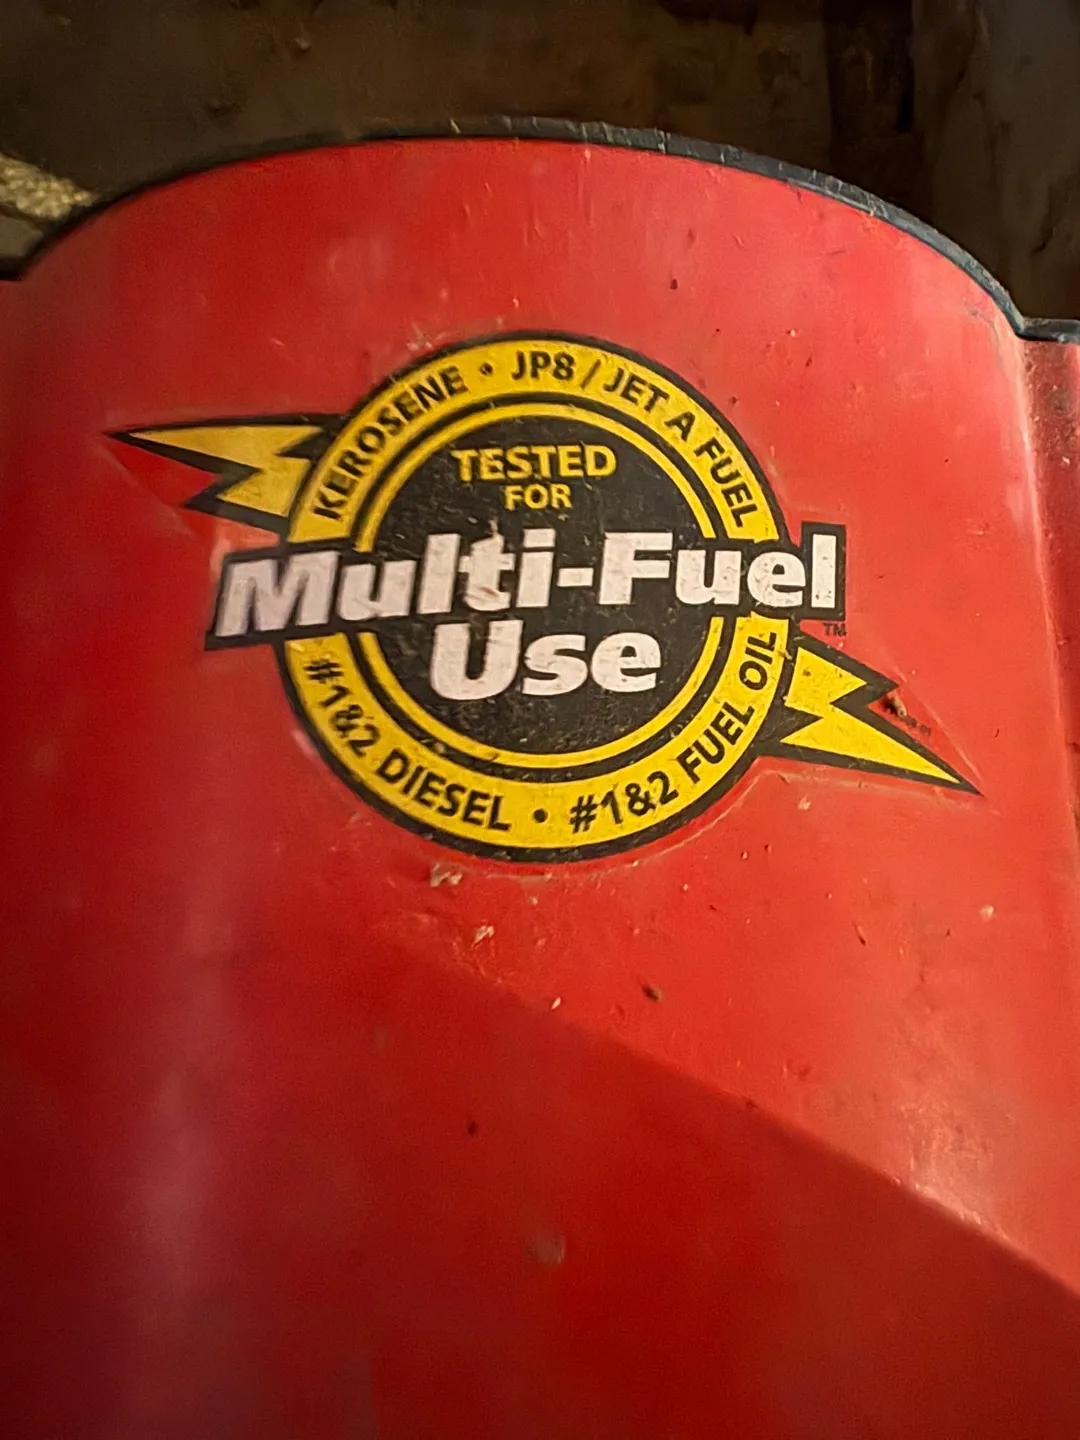 KEROSENE • JP8 / JET A FUEL
TESTED
FOR
Multi-Fuel
Use
TM
#1&2 DIESEL • #1&2 FUEL OIL